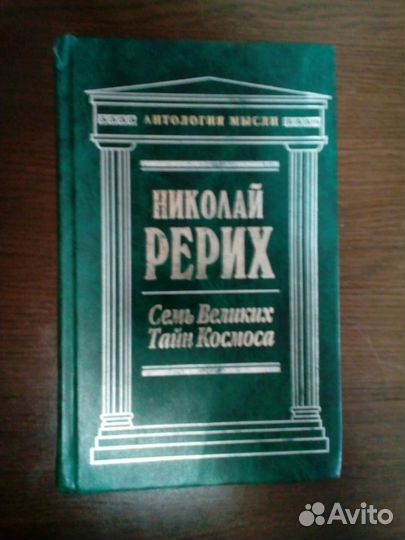 АНТОЛОГИЯ МЫСЛИ
НИКОЛАЙ
РЕРИХ
Семь Великих
Тайн Космоса
Avito